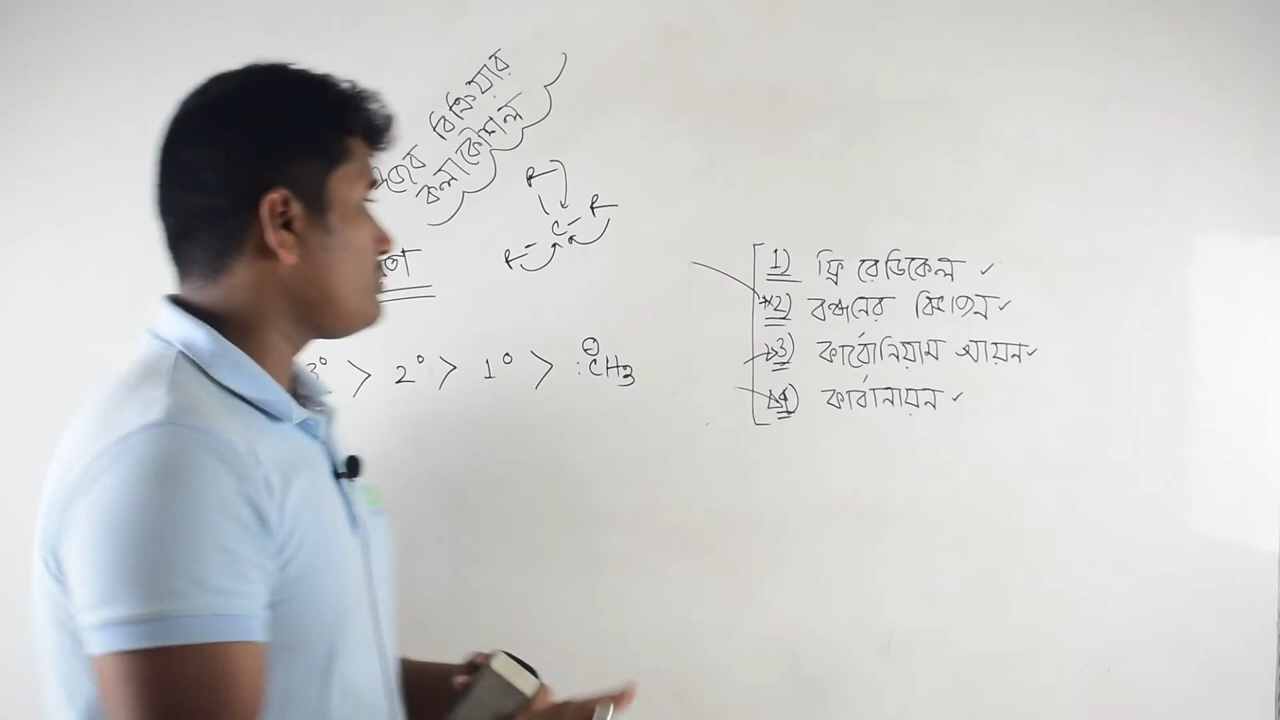 বিক্রিয়ার
কলাকৌশল
R
R
C
R
3° > 2° > 1° > :CH3
⊖
1) ফ্রি রেডিকেল ✓
2) বন্ধনের বিভাজন ✓
3) কার্বোনিয়াম আয়ন ✓
4) কার্বানায়ন ✓